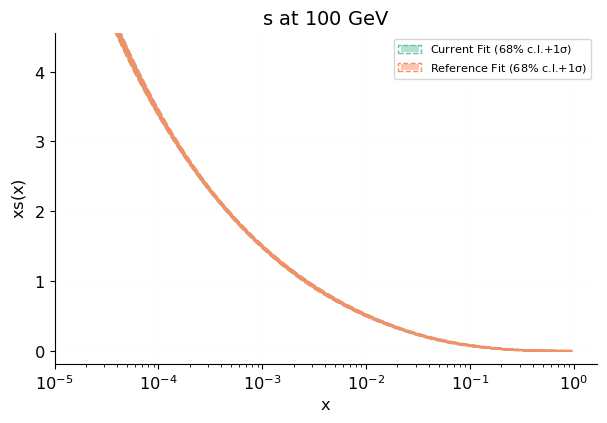 s at 100 GeV
Current Fit (68% c.l.+1σ)
Reference Fit (68% c.l.+1σ)
xs(x)
4
3
2
1
0
10⁻⁵ 10⁻⁴ 10⁻³ 10⁻² 10⁻¹ 10⁰
x